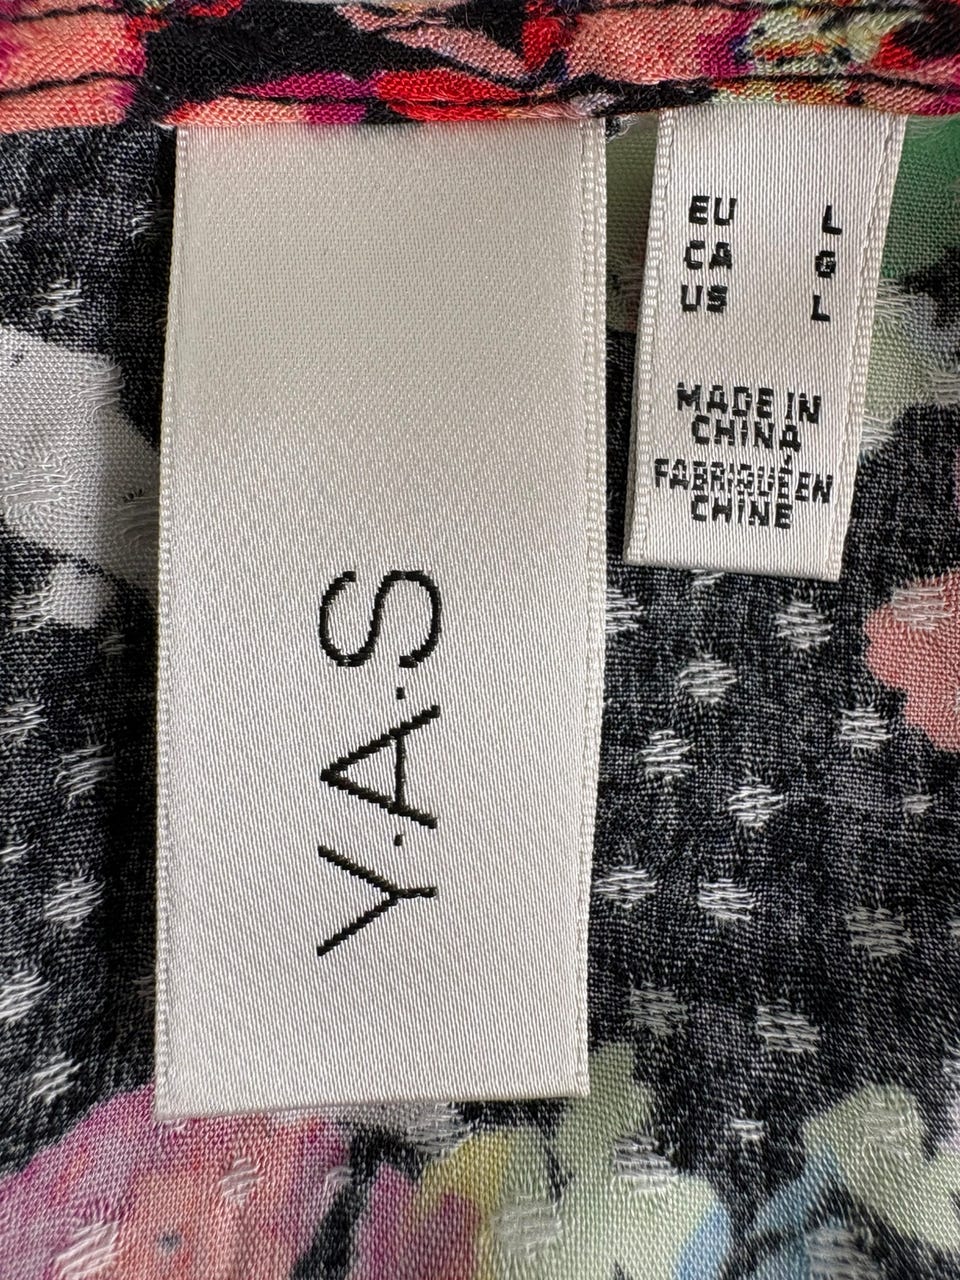 Y.A.S
EU L
CA G
US L
MADE IN
CHINA
FABRIQUÉ EN
CHINE